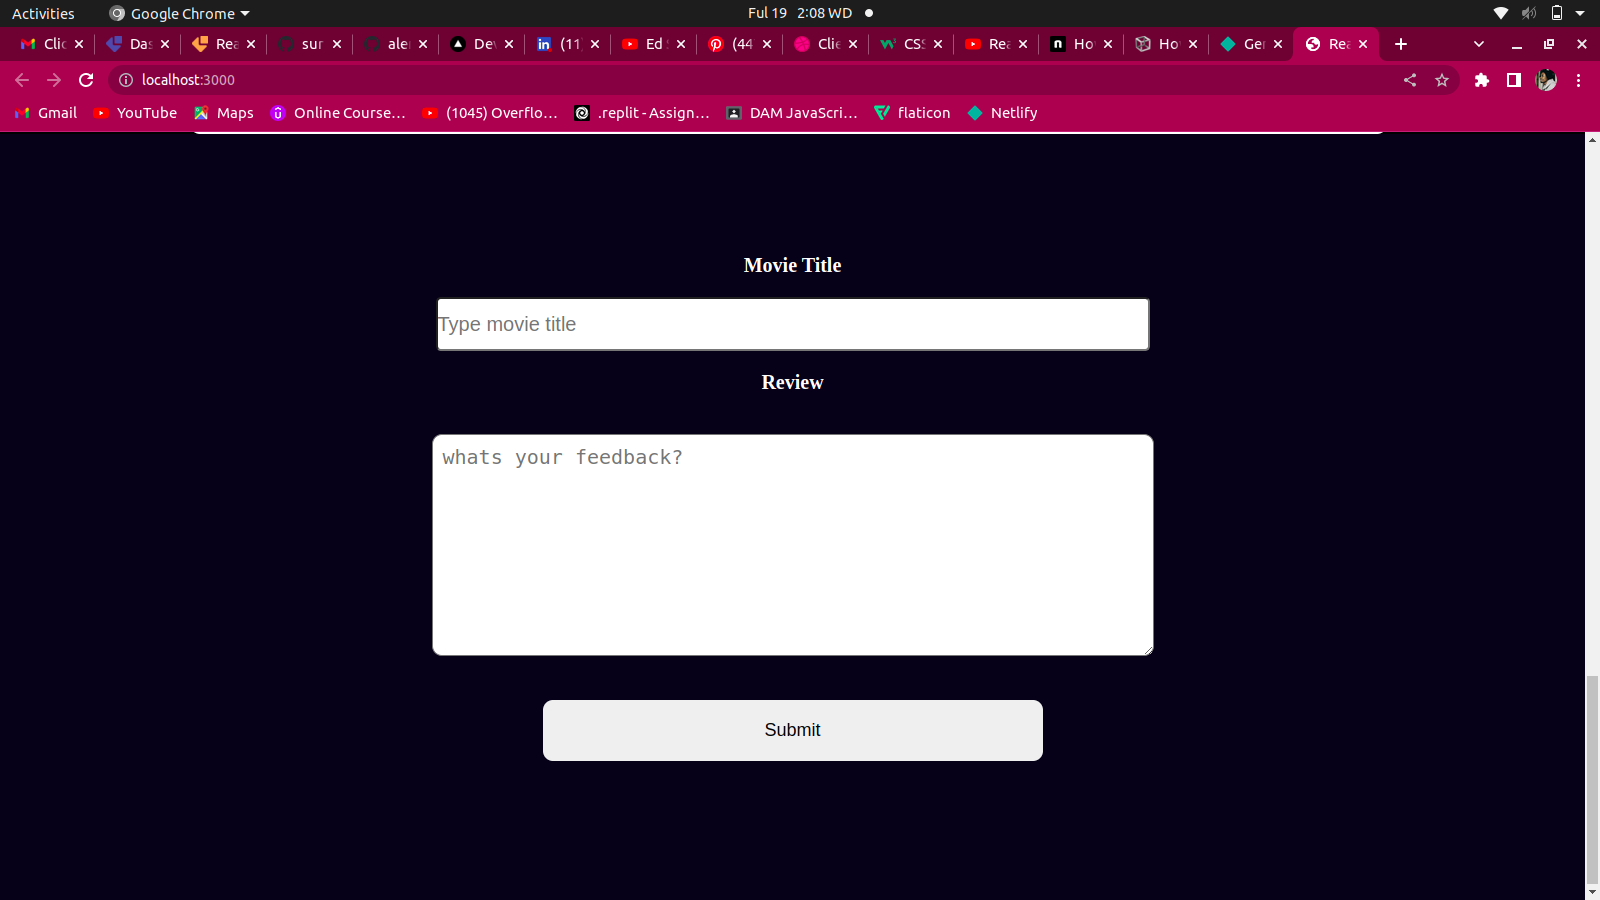 Activities Google Chrome Ful 19 2:08 WD
Clic Das Rea sur ale Dev (11) Ed (44 Clie CSS Rea Ho Ho Ger Rea
localhost:3000
Gmail YouTube Maps Online Course... (1045) Overflo... .replit - Assign... DAM JavaScri... flaticon Netlify
Movie Title
Type movie title
Review
whats your feedback?
Submit